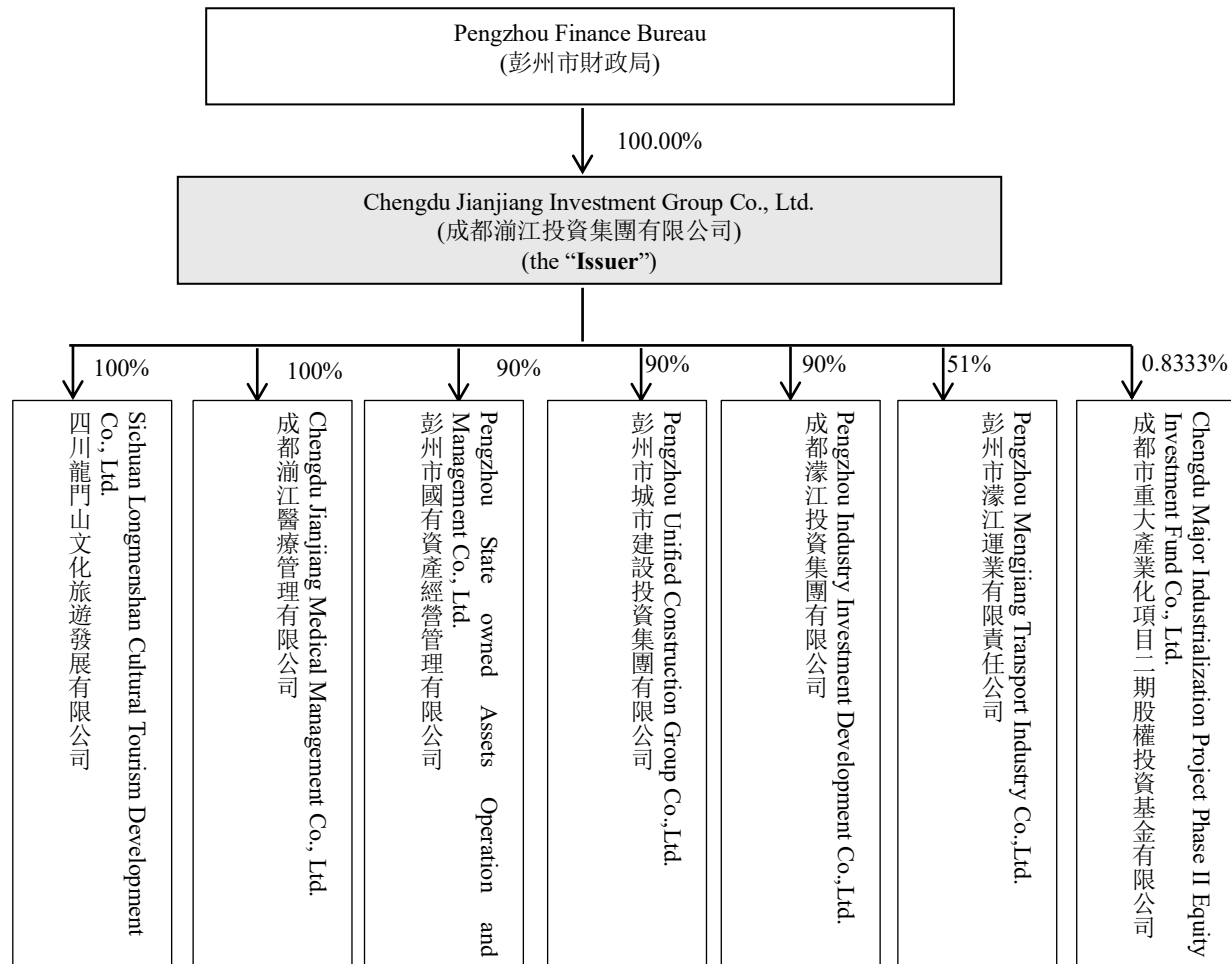 Pengzhou Finance Bureau
(彭州市財政局)
100.00%
Chengdu Jianjiang Investment Group Co., Ltd.
(成都湔江投資集團有限公司)
(the “Issuer”)
100%
100%
90%
90%
90%
51%
0.8333%
Sichuan Longmenshan Cultural Tourism Development
Co., Ltd.
四川龍門山文化旅遊發展有限公司
Chengdu Jianjiang Medical Management Co., Ltd.
成都湔江醫療管理有限公司
Pengzhou State owned Assets Operation and
Management Co., Ltd.
彭州市國有資產經營管理有限公司
Pengzhou Unified Construction Group Co.,Ltd.
彭州市城市建設投資集團有限公司
Pengzhou Industry Investment Development Co.,Ltd.
成都濛江投資集團有限公司
Pengzhou Mengjiang Transport Industry Co.,Ltd.
彭州市濛江運業有限責任公司
Chengdu Major Industrialization Project Phase II Equity
Investment Fund Co., Ltd.
成都市重大產業化項目二期股權投資基金有限公司